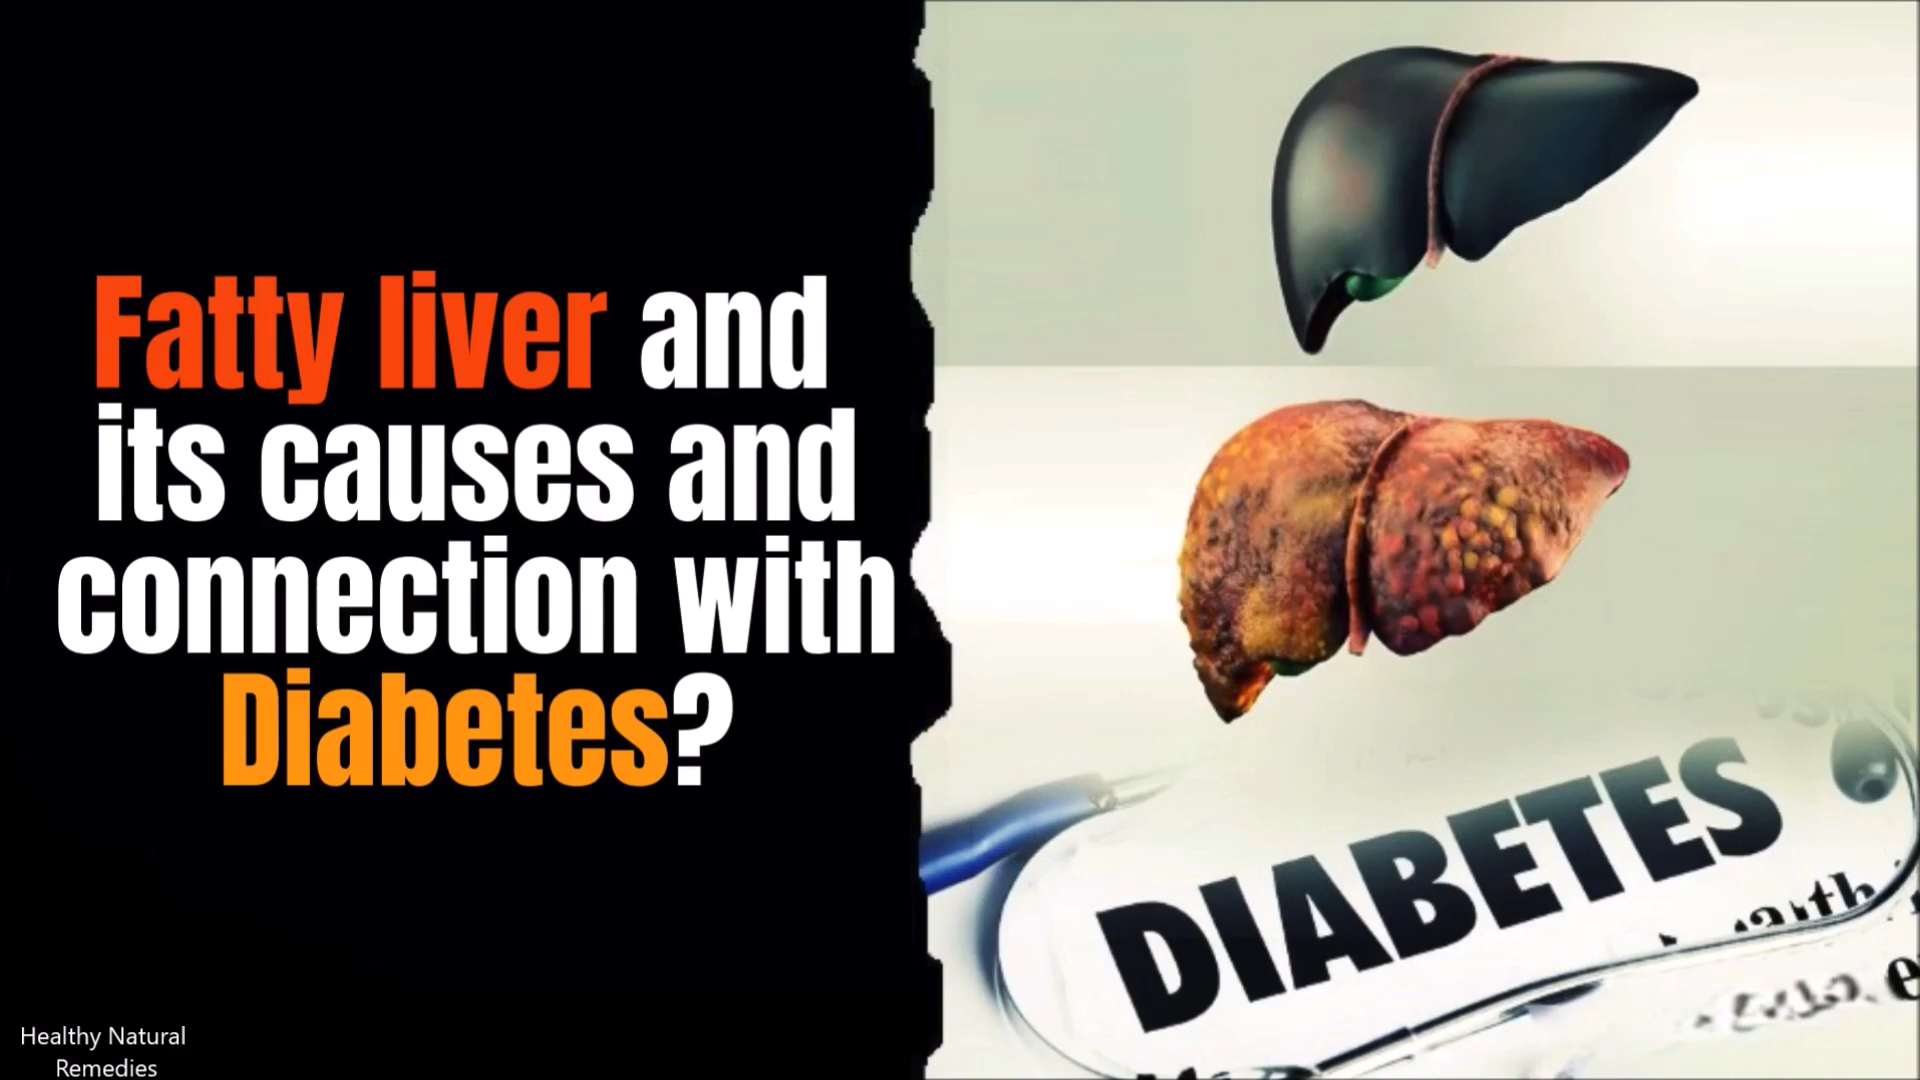 Fatty liver and
its causes and
connection with
Diabetes?
DIABETES
Healthy Natural
Remedies